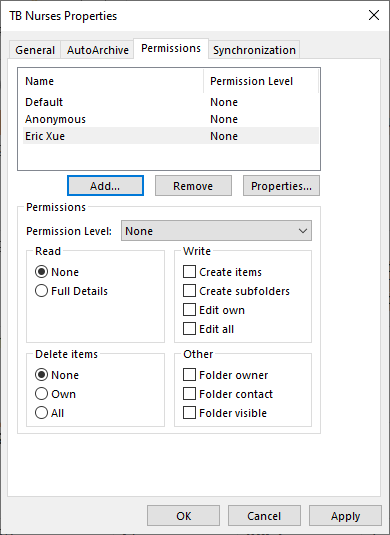 TB Nurses Properties
General AutoArchive Permissions Synchronization
Name Permission Level
Default None
Anonymous None
Eric Xue None
Add... Remove Properties...
Permissions
Permission Level: None
Read Write
None Create items
Full Details Create subfolders
Edit own
Edit all
Delete items Other
None Folder owner
Own Folder contact
All Folder visible
OK Cancel Apply